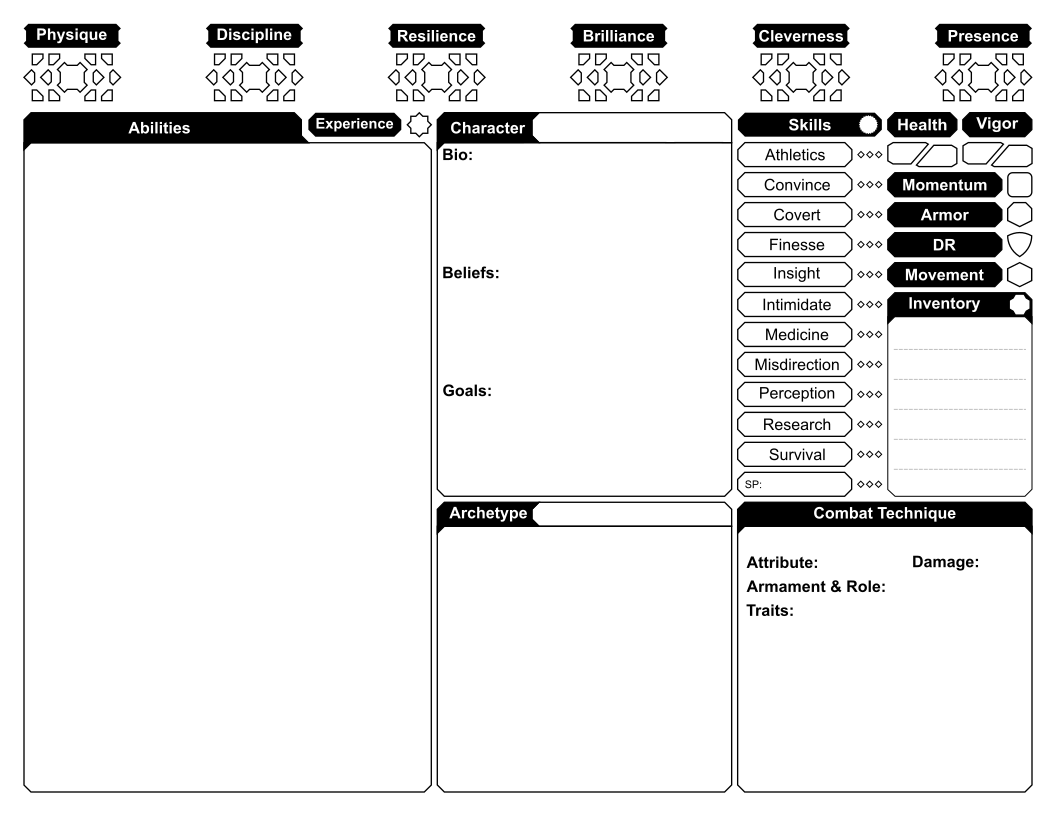 Physique Discipline Resilience Brilliance Cleverness Presence
Abilities
Experience
Character
Bio:
Beliefs:
Goals:
Skills
Athletics
Convince
Covert
Finesse
Insight
Intimidate
Medicine
Misdirection
Perception
Research
Survival
SP:
Health Vigor
Momentum
Armor
DR
Movement
Inventory
Archetype
Combat Technique
Attribute: Damage:
Armament & Role:
Traits: